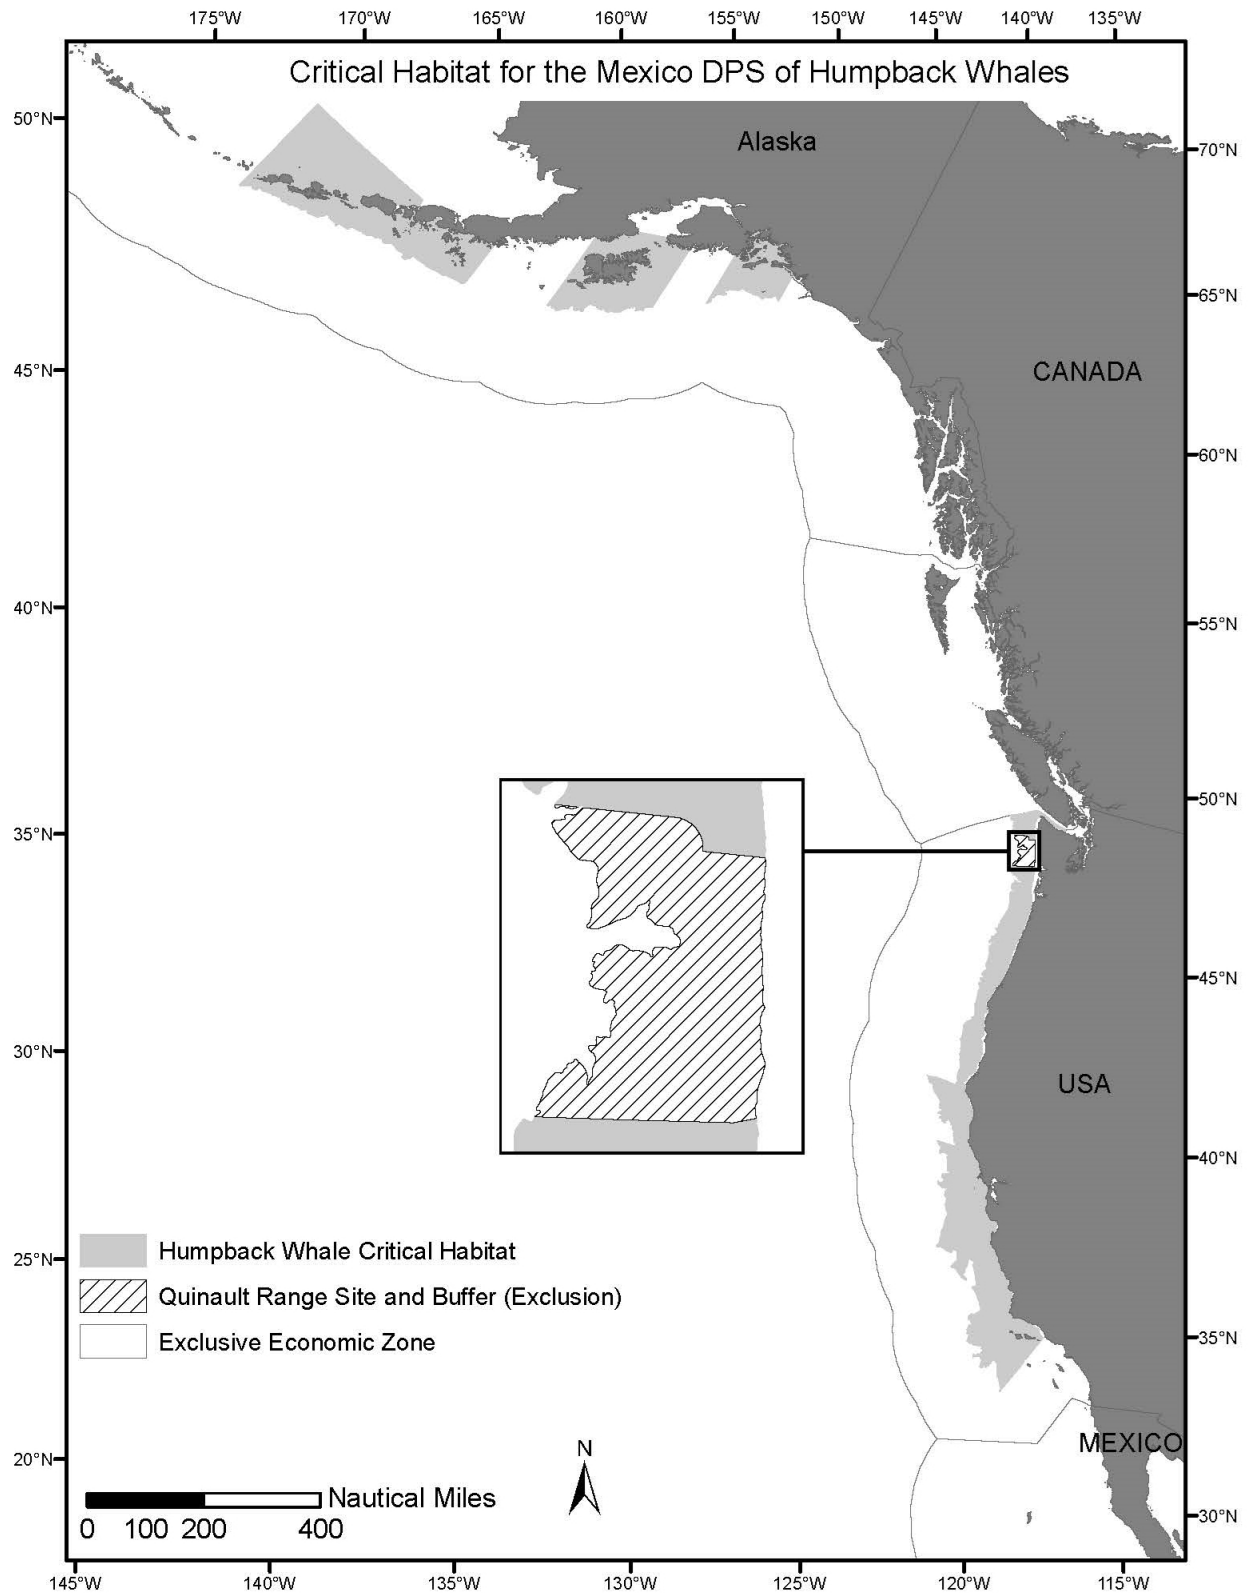 175°W 170°W 165°W 160°W 155°W 150°W 145°W 140°W 135°W
Critical Habitat for the Mexico DPS of Humpback Whales
50°N
Alaska
70°N
65°N
45°N
CANADA
60°N
40°N
55°N
50°N
35°N
45°N
30°N
USA
40°N
Humpback Whale Critical Habitat
25°N
Quinault Range Site and Buffer (Exclusion)
Exclusive Economic Zone
35°N
20°N
MEXICO
N
Nautical Miles
0 100 200 400
30°N
145°W 140°W 135°W 130°W 125°W 120°W 115°W